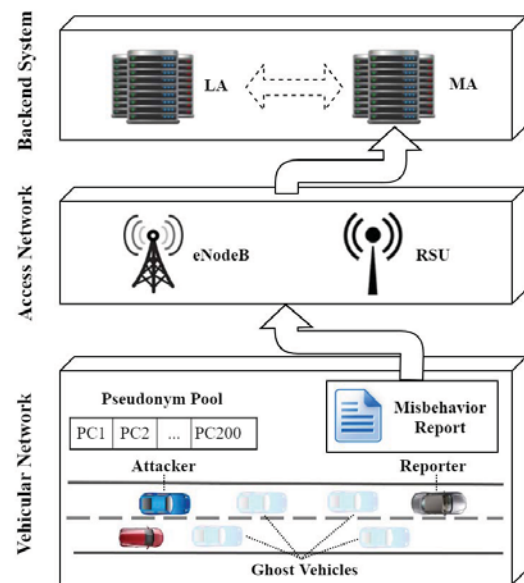 Backend System
LA
MA
Access Network
eNodeB
RSU
Vehicular Network
Pseudonym Pool
PC1 PC2 ... PC200
Misbehavior
Report
Attacker
Reporter
Ghost Vehicles